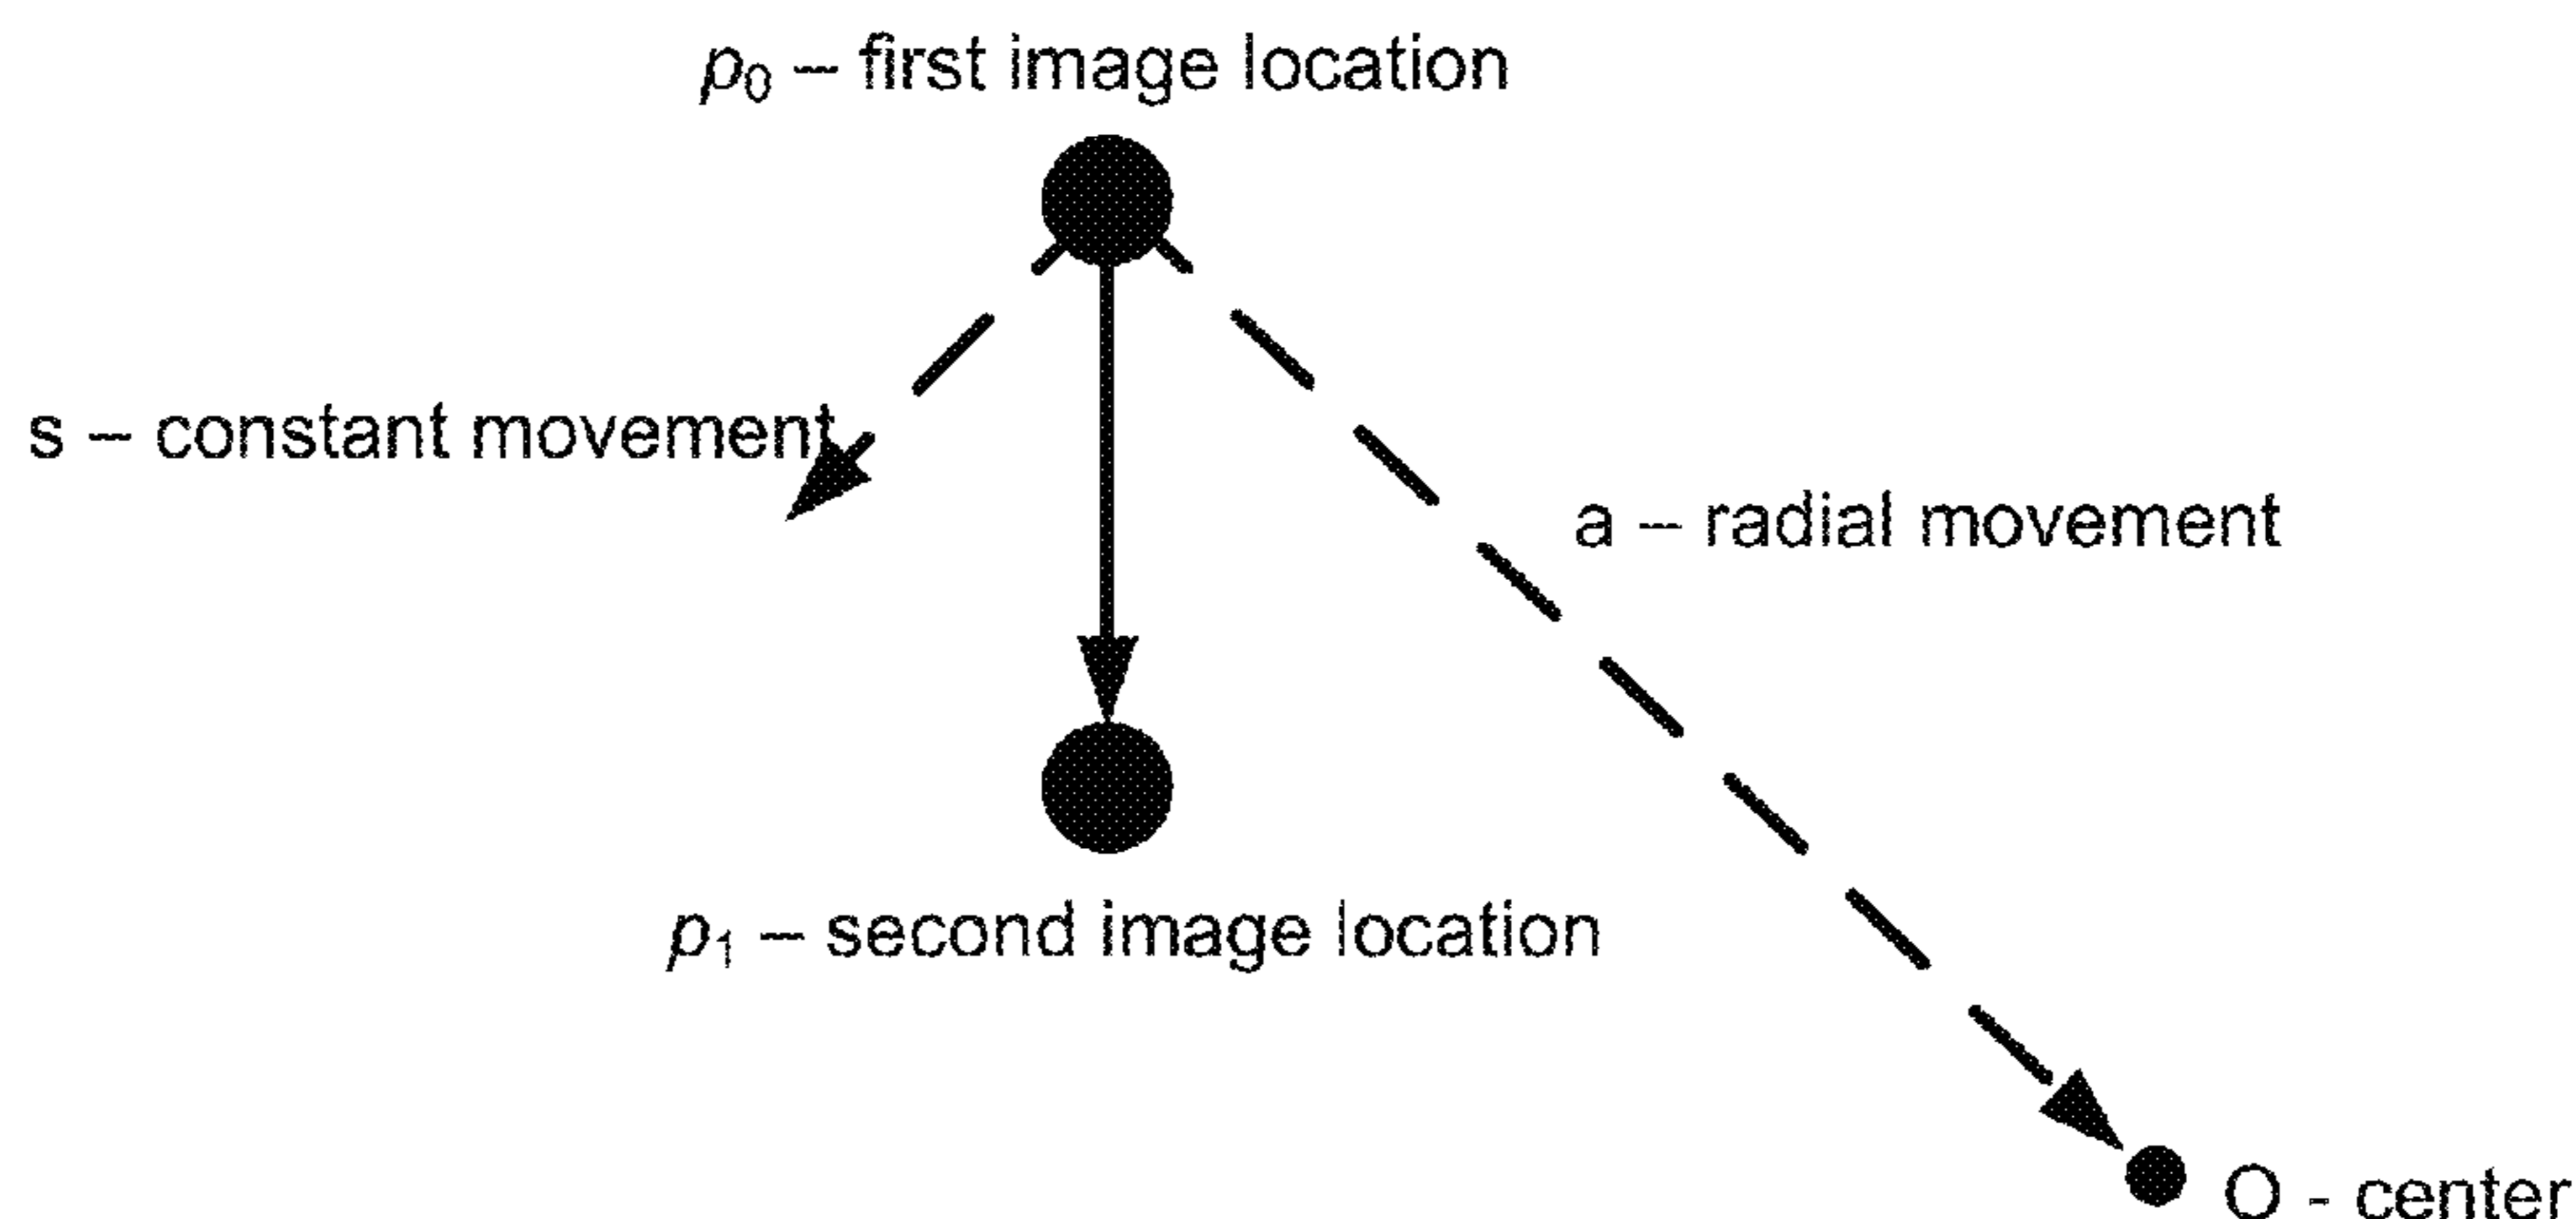 p₀ – first image location
s – constant movement
a – radial movement
p₁ – second image location
O - center